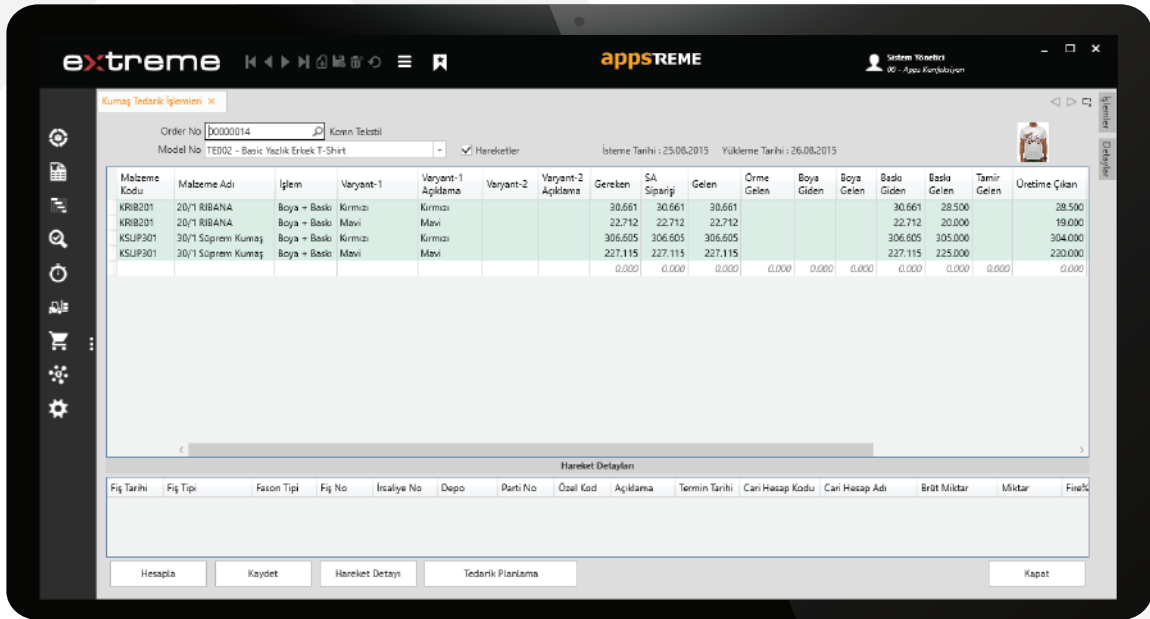 extreme
appsTREME
Sistem Yönetici
00 - Apps Konfeksiyon
Kumaş Tedarik İşlemleri
İşlemler
Detaylar
Order No 00000014 Komn Tekstil
Model No TE002 - Basic Yazlık Erkek T-Shirt Hareketler İsteme Tarihi : 25.08.2015 Yükleme Tarihi : 26.08.2015
Malzeme Kodu Malzeme Adı İşlem Varyant-1 Varyant-1 Açıklama Varyant-2 Varyant-2 Açıklama Gereken SA Siparişi Gelen Örme Gelen Boya Giden Boya Gelen Baskı Giden Baskı Gelen Tamir Gelen Üretime Çıkan
KRIB201 20/1 RIBANA Boya + Baskı Kırmızı Kırmızı 30.661 30.661 30.661 30.661 28.500 28.500
KRIB201 20/1 RIBANA Boya + Baskı Mavi Mavi 22.712 22.712 22.712 22.712 20.000 19.000
KSUP301 30/1 Süprem Kumaş Boya + Baskı Kırmızı Kırmızı 306.605 306.605 306.605 306.605 305.000 304.000
KSUP301 30/1 Süprem Kumaş Boya + Baskı Mavi Mavi 227.115 227.115 227.115 227.115 225.000 220.000
0.000 0.000 0.000 0.000 0.000 0.000 0.000 0.000 0.000 0.000
Hareket Detayları
Fiş Tarihi Fiş Tipi Fason Tipi Fiş No İrsaliye No Depo Parti No Özel Kod Açıklama Termin Tarihi Cari Hesap Kodu Cari Hesap Adı Brüt Miktar Miktar Fire%
Hesapla Kaydet Hareket Detayı Tedarik Planlama Kapat